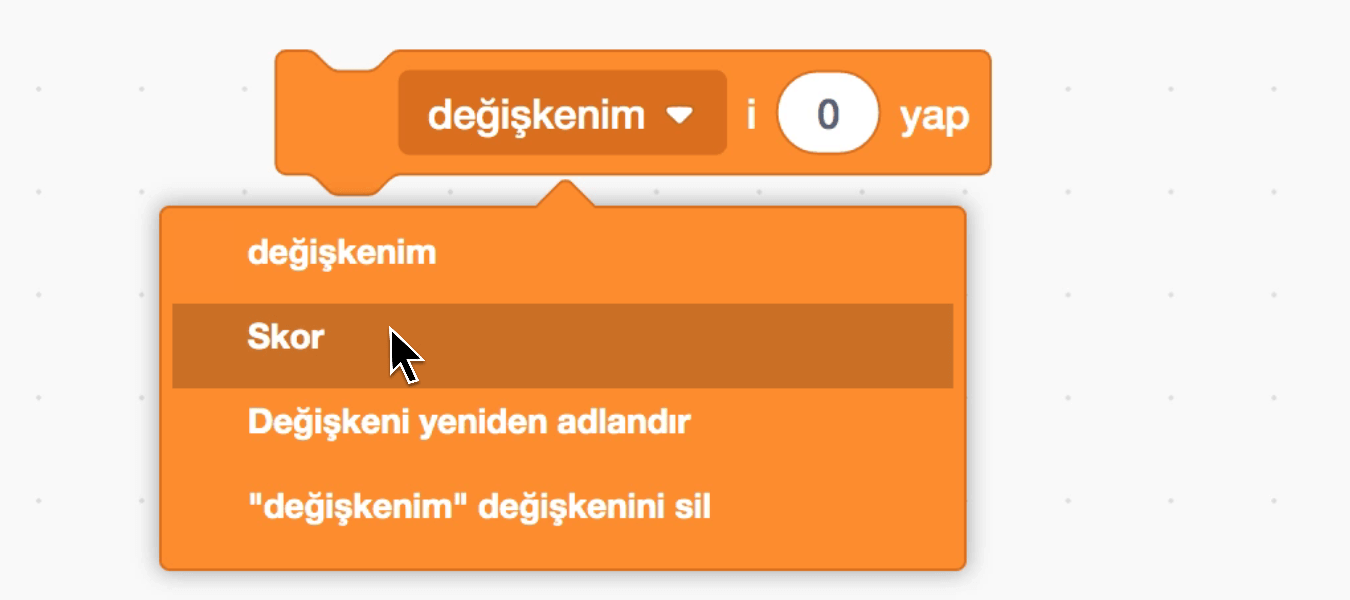 değişkenim i 0 yap
değişkenim
Skor
Değişkeni yeniden adlandır
"değişkenim" değişkenini sil